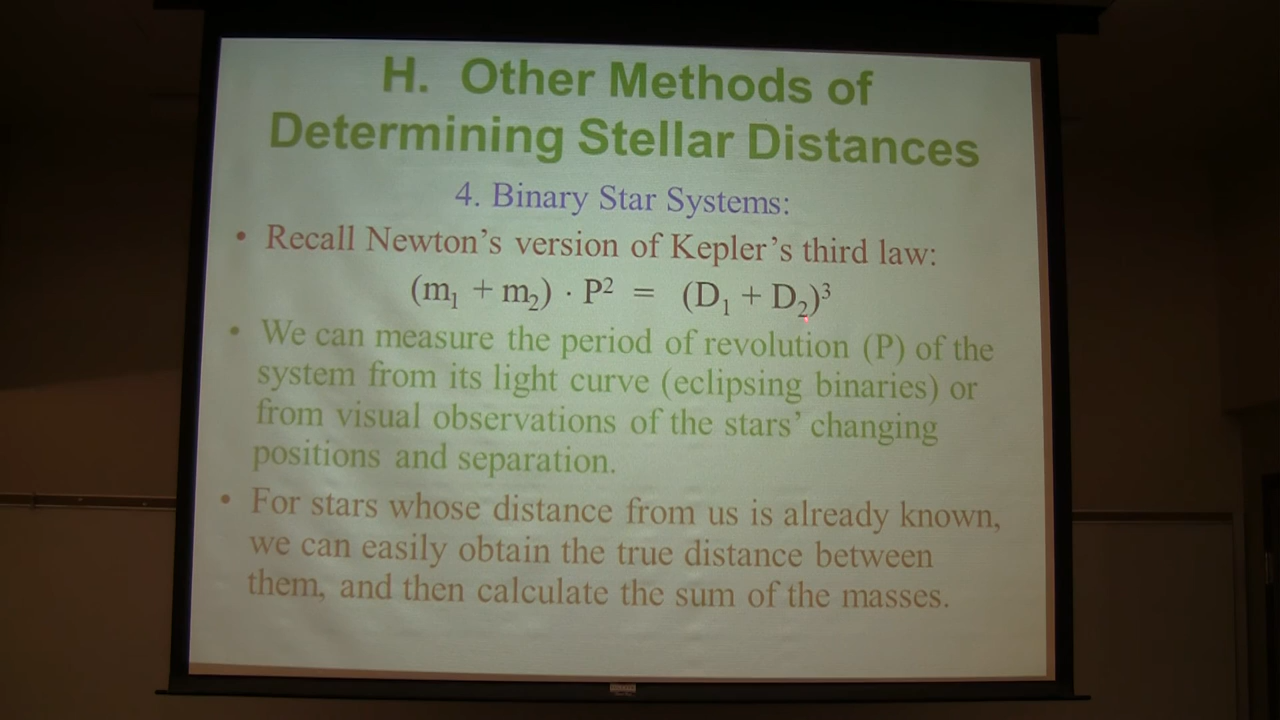 H. Other Methods of
Determining Stellar Distances
4. Binary Star Systems:
• Recall Newton's version of Kepler's third law:
(m₁ + m₂) · P² = (D₁ + D₂)³
• We can measure the period of revolution (P) of the
system from its light curve (eclipsing binaries) or
from visual observations of the stars' changing
positions and separation.
• For stars whose distance from us is already known,
we can easily obtain the true distance between
them, and then calculate the sum of the masses.